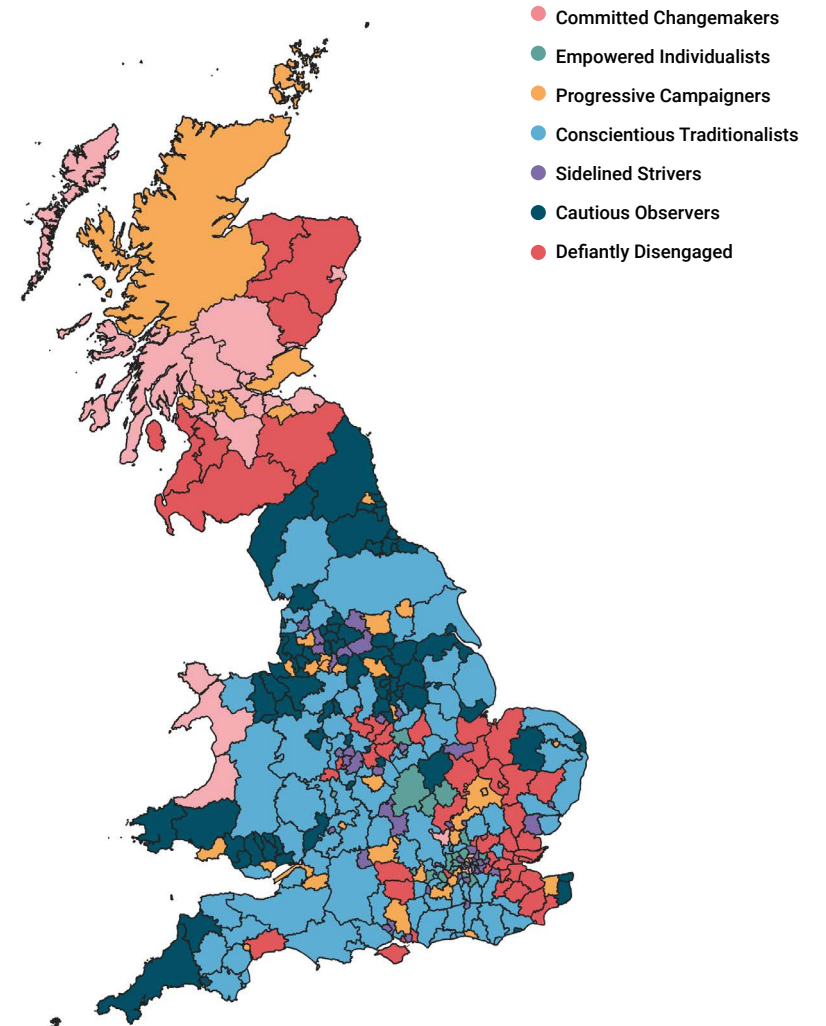 Committed Changemakers
Empowered Individualists
Progressive Campaigners
Conscientious Traditionalists
Sidelined Strivers
Cautious Observers
Defiantly Disengaged